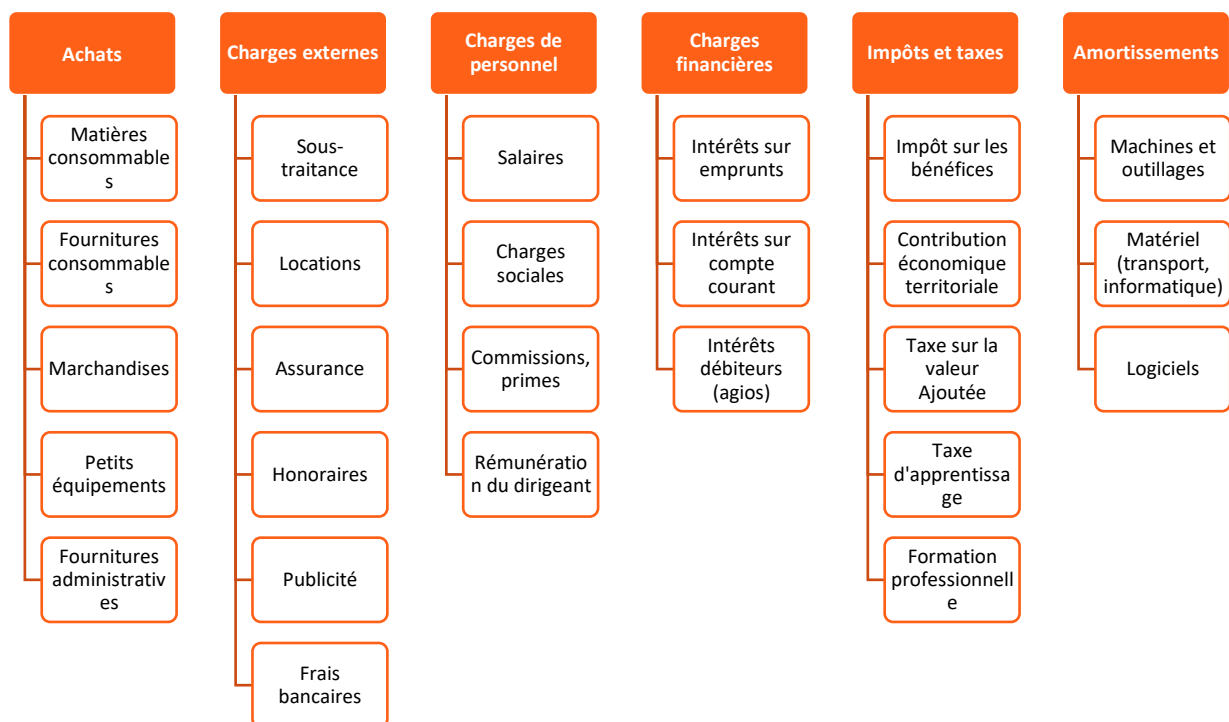 Achats
Matières
consommable
s
Fournitures
consommable
s
Marchandises
Petits
équipements
Fournitures
administrativ
es
Charges externes
Sous-
traitance
Locations
Assurance
Honoraires
Publicité
Frais
bancaires
Charges de
personnel
Salaires
Charges
sociales
Commissions,
primes
Rémunératio
n du dirigeant
Charges
financières
Intérêts sur
emprunts
Intérêts sur
compte
courant
Intérêts
débiteurs
(agios)
Impôts et taxes
Impôt sur les
bénéfices
Contribution
économique
territoriale
Taxe sur la
valeur
Ajoutée
Taxe
d'apprentissa
ge
Formation
professionnell
e
Amortissements
Machines et
outillages
Matériel
(transport,
informatique)
Logiciels